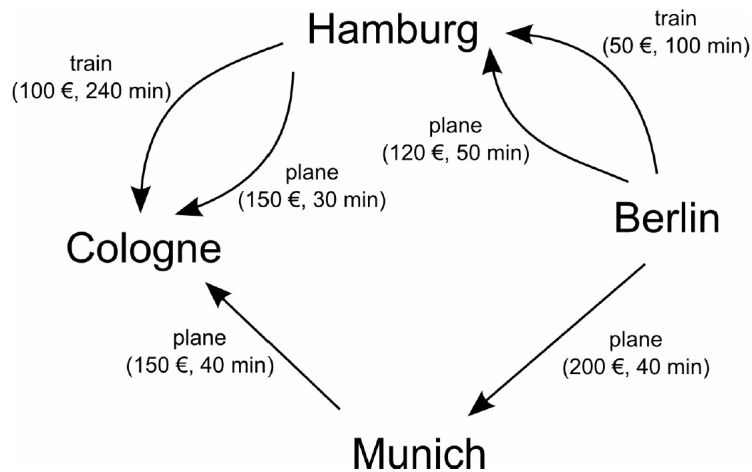 Hamburg
train
(50 €, 100 min)
train
(100 €, 240 min)
plane
(120 €, 50 min)
plane
(150 €, 30 min)
Berlin
Cologne
plane
(150 €, 40 min)
plane
(200 €, 40 min)
Munich